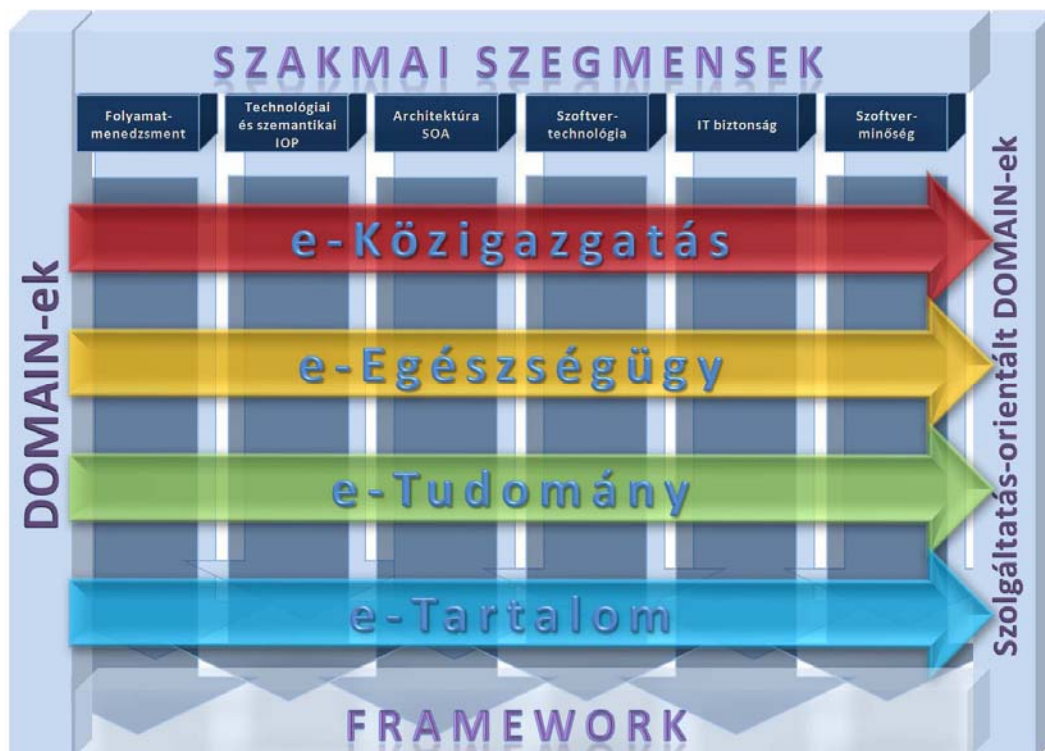 SZAKMAI SZEGMENSEK
Folyamat-
menedzsment
Technológiai
és szemantikai
IOP
Architektúra
SOA
Szoftver-
technológia
IT biztonság
Szoftver-
minőség
DOMAIN-ek
e-Közigazgatás
e-Egészségügy
e-Tudomány
e-Tartalom
Szolgáltatás-orientált DOMAIN-ek
FRAMEWORK